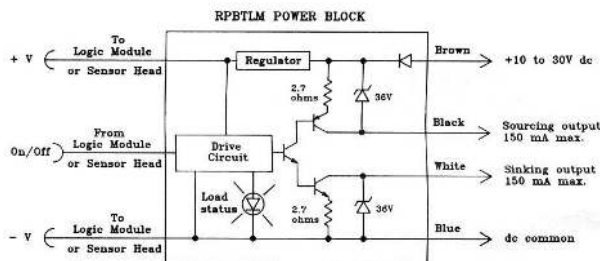 RPBTLM POWER BLOCK
+ V
To
Logic Module
or Sensor Head
Regulator
Brown
+10 to 30V dc
2.7
ohms
36V
Black
Sourcing output
150 mA max.
On/Off
From
Logic Module
or Sensor Head
Drive
Circuit
White
Sinking output
150 mA max.
Load
status
2.7
ohms
36V
- V
To
Logic Module
or Sensor Head
Blue
dc common